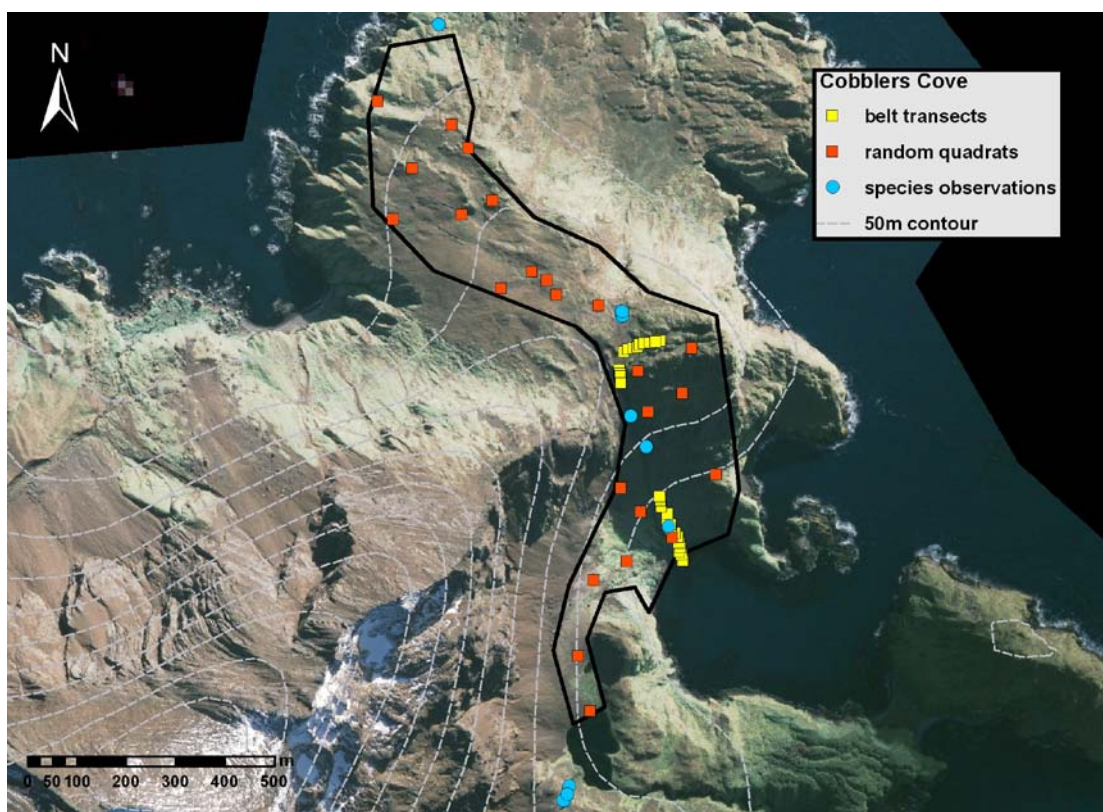 N
Cobblers Cove
belt transects
random quadrats
species observations
50m contour
0 50 100 200 300 400 500 m